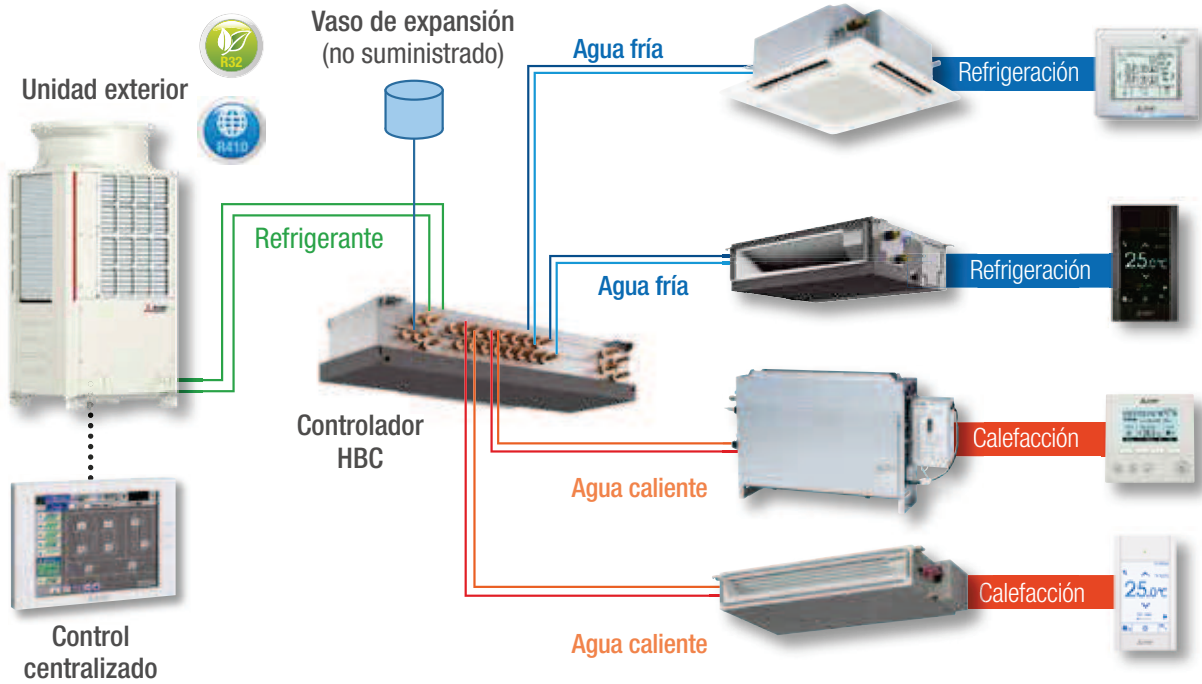 Vaso de expansión
(no suministrado)
R32
Unidad exterior
R410
Agua fría
Refrigeración
Refrigerante
Agua fría
Refrigeración
25.0°C
Controlador
HBC
Agua caliente
Calefacción
Control
centralizado
Agua caliente
Calefacción
25.0°C